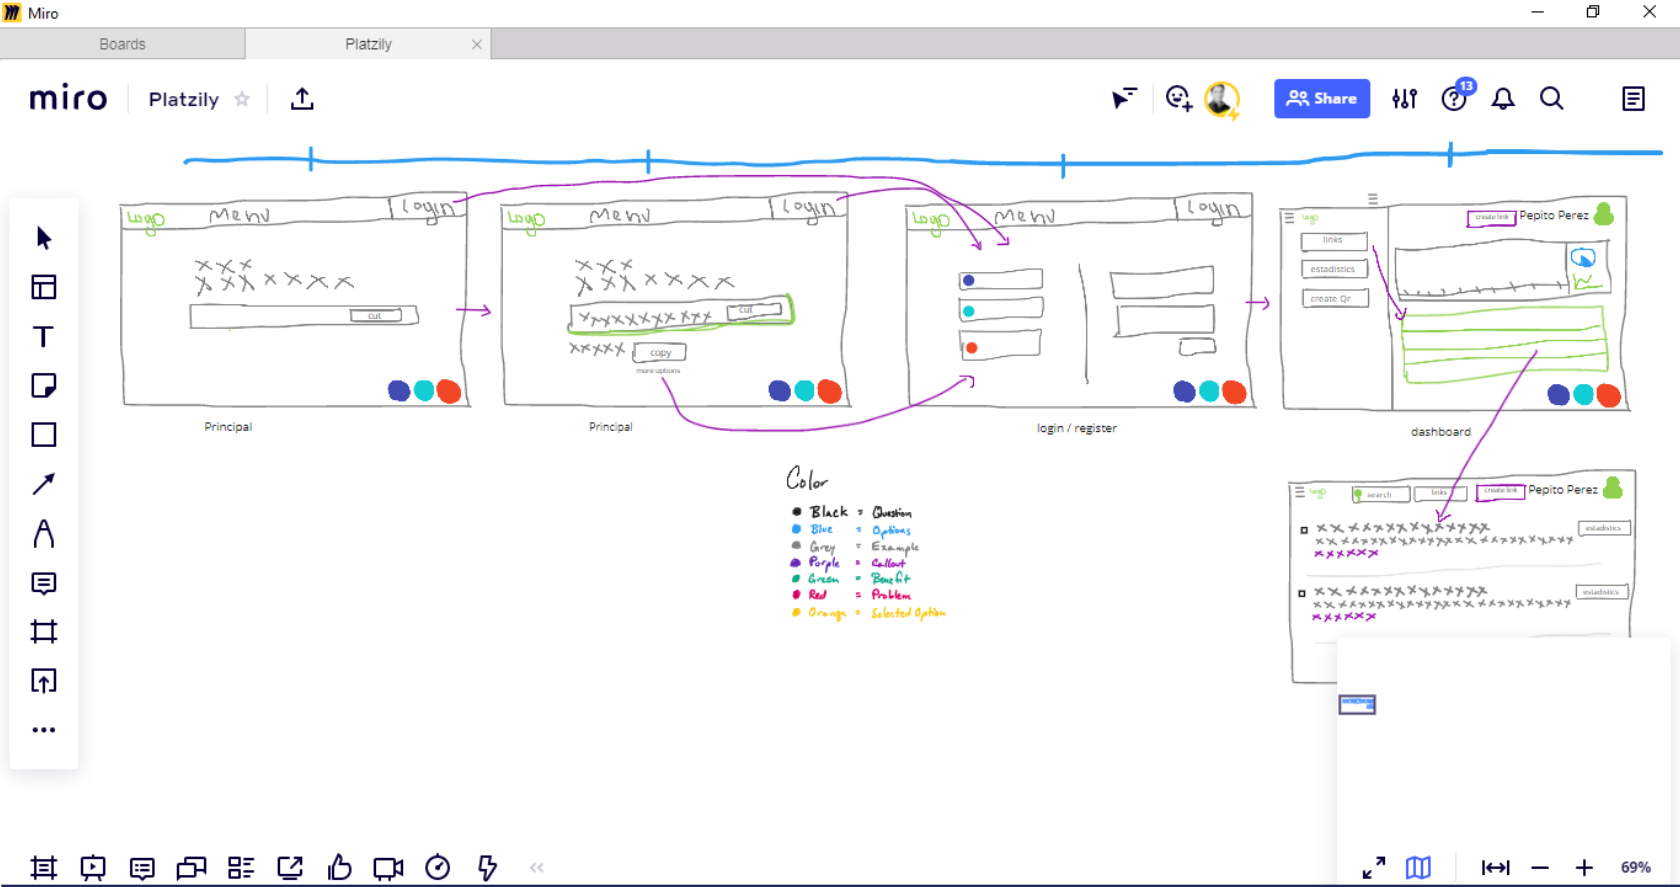 Miro
Boards
Platzily
miro
Platzily
Share
13
Logo
Menu
Login
cut
Principal
Logo
Menu
Login
cut
copy
more options
Principal
Logo
Menu
Login
login / register
logo
create link
Pepito Perez
links
estadistics
create Qr
dashboard
logo
search
links
create link
Pepito Perez
estadistics
estadistics
Color
Black = Question
Blue = Options
Grey = Example
Purple = Callout
Green = Benefit
Red = Problem
Orange = Selected Option
69%